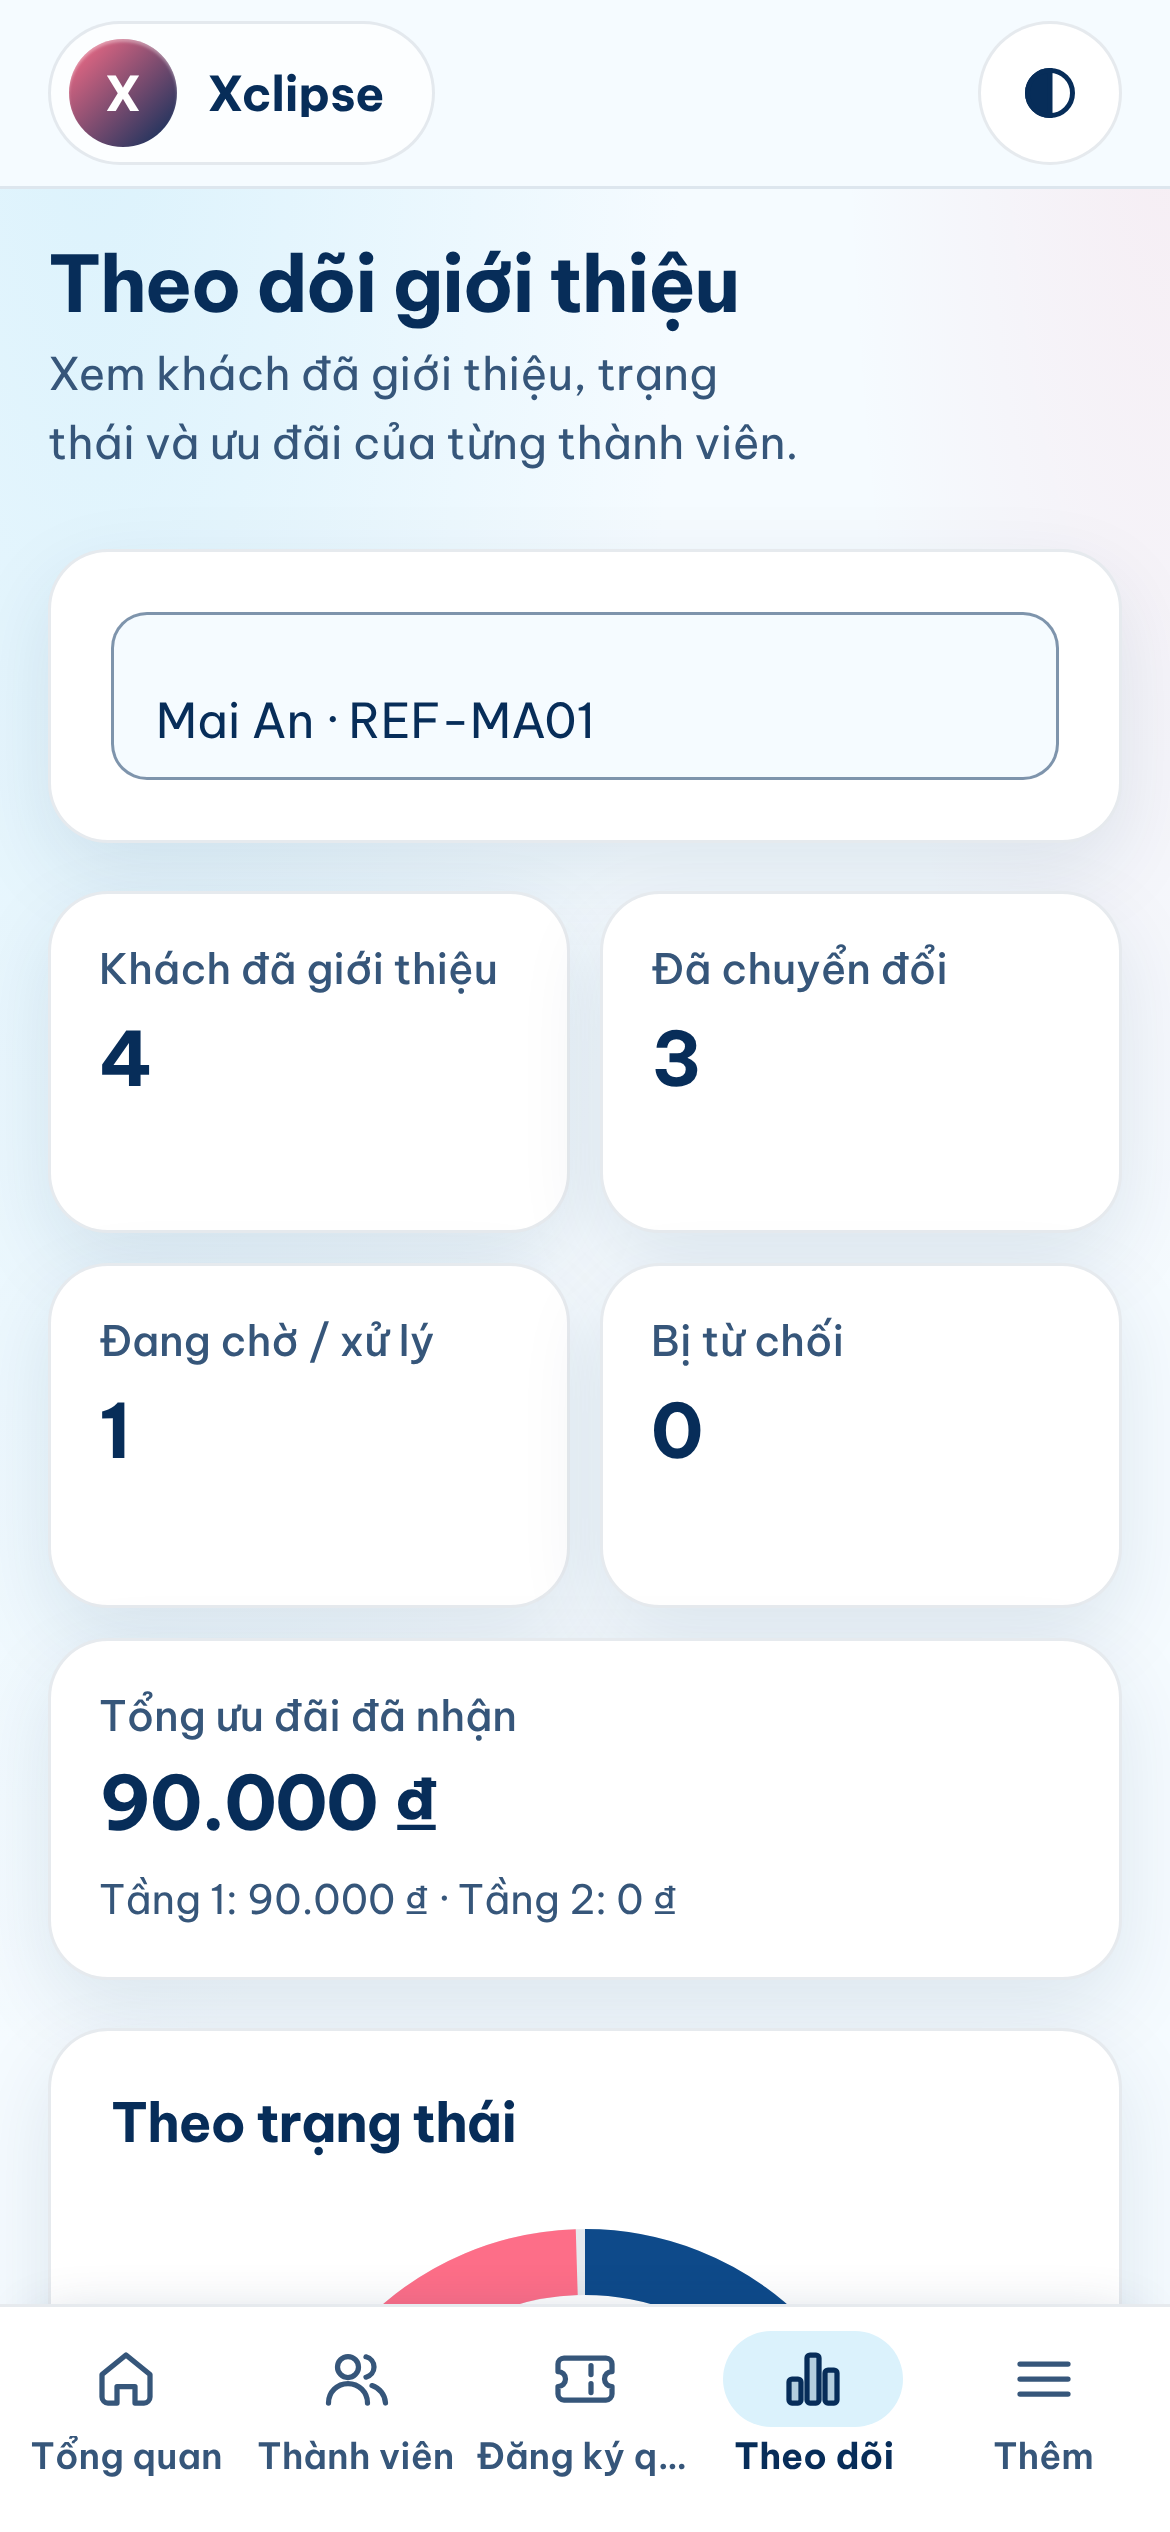 X Xclipse
Theo dõi giới thiệu
Xem khách đã giới thiệu, trạng
thái và ưu đãi của từng thành viên.
Mai An · REF-MA01
Khách đã giới thiệu
4
Đã chuyển đổi
3
Đang chờ / xử lý
1
Bị từ chối
0
Tổng ưu đãi đã nhận
90.000 ₫
Tầng 1: 90.000 ₫ · Tầng 2: 0 ₫
Theo trạng thái
Tổng quan
Thành viên
Đăng ký q...
Theo dõi
Thêm